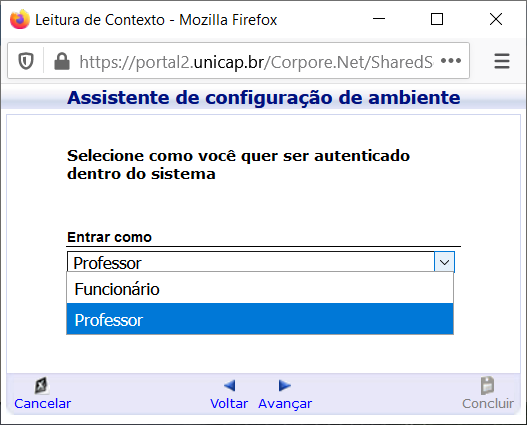 Leitura de Contexto - Mozilla Firefox
https://portal2.unicap.br/Corpore.Net/SharedS
Assistente de configuração de ambiente
Selecione como você quer ser autenticado
dentro do sistema
Entrar como
Professor
Funcionário
Professor
Cancelar Voltar Avançar Concluir